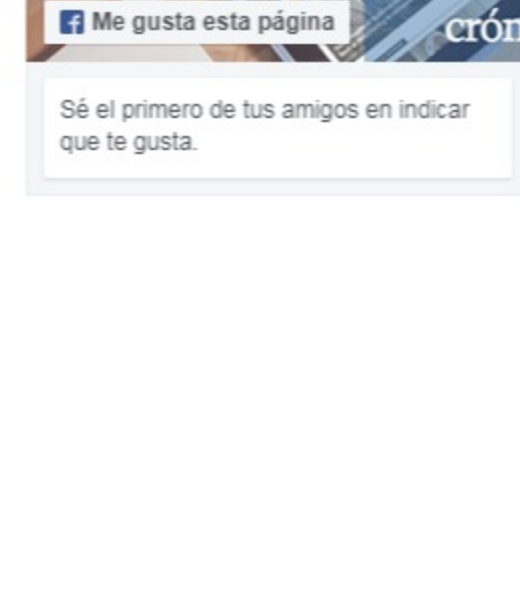 Me gusta esta página
Sé el primero de tus amigos en indicar
que te gusta.